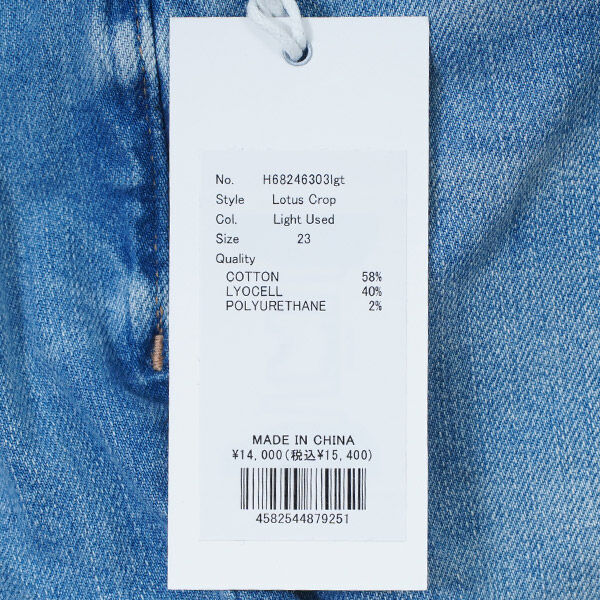 No. H68246303lgt
Style Lotus Crop
Col. Light Used
Size 23
Quality
COTTON 58%
LYOCELL 40%
POLYURETHANE 2%
MADE IN CHINA
¥14,000(税込¥15,400)
4582544879251